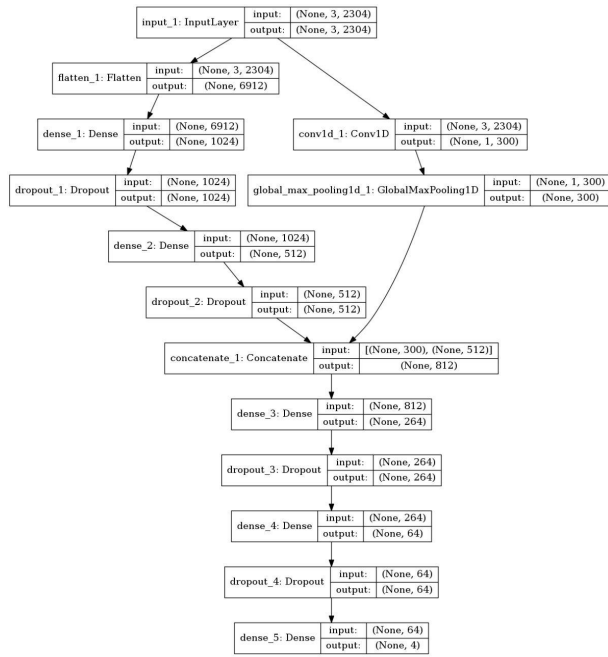 input_1: InputLayer
input: (None, 3, 2304)
output: (None, 3, 2304)
flatten_1: Flatten
input: (None, 3, 2304)
output: (None, 6912)
dense_1: Dense
input: (None, 6912)
output: (None, 1024)
conv1d_1: Conv1D
input: (None, 3, 2304)
output: (None, 1, 300)
dropout_1: Dropout
input: (None, 1024)
output: (None, 1024)
global_max_pooling1d_1: GlobalMaxPooling1D
input: (None, 1, 300)
output: (None, 300)
dense_2: Dense
input: (None, 1024)
output: (None, 512)
dropout_2: Dropout
input: (None, 512)
output: (None, 512)
concatenate_1: Concatenate
input: [(None, 300), (None, 512)]
output: (None, 812)
dense_3: Dense
input: (None, 812)
output: (None, 264)
dropout_3: Dropout
input: (None, 264)
output: (None, 264)
dense_4: Dense
input: (None, 264)
output: (None, 64)
dropout_4: Dropout
input: (None, 64)
output: (None, 64)
dense_5: Dense
input: (None, 64)
output: (None, 4)